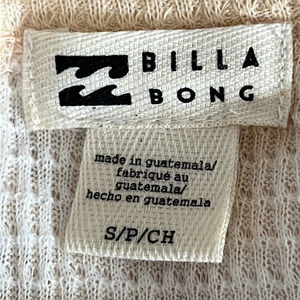 BILLA
BONG
made in guatemala/
fabriqué au
guatemala/
hecho en guatemala
S/P/CH